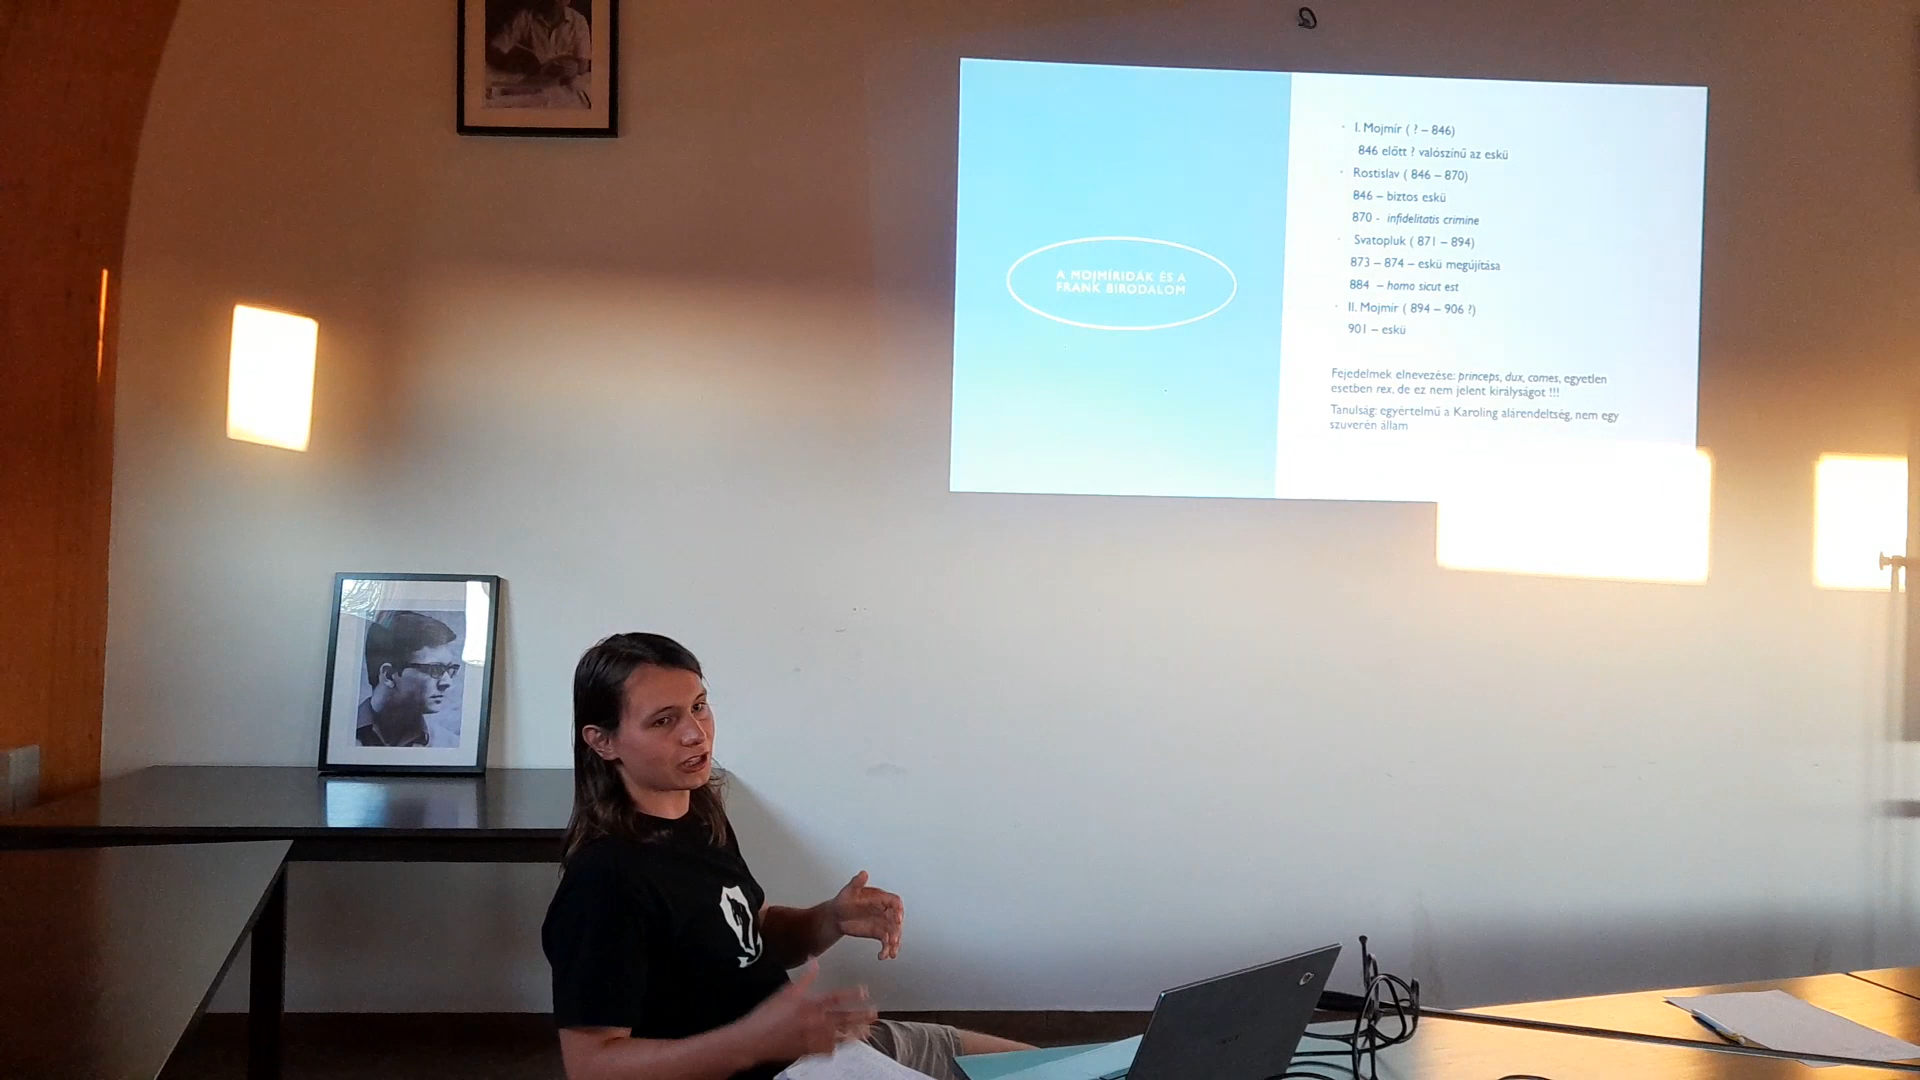 A MOJMÍRIDÁK ÉS A
FRANK BIRODALOM
I. Mojmír ( ? – 846)
846 előtt ? valószínű az eskü
Rostislav ( 846 – 870)
846 – biztos eskü
870 - infidelitatis crimine
Svatopluk ( 871 – 894)
873 – 874 – eskü megújítása
884 – homo sicut est
II. Mojmír ( 894 – 906 ?)
901 – eskü
Fejedelmek elnevezése: princeps, dux, comes, egyetlen
esetben rex, de ez nem jelent királyságot !!!
Tanulság: egyértelmű a Karoling alárendeltség, nem egy
szuverén állam